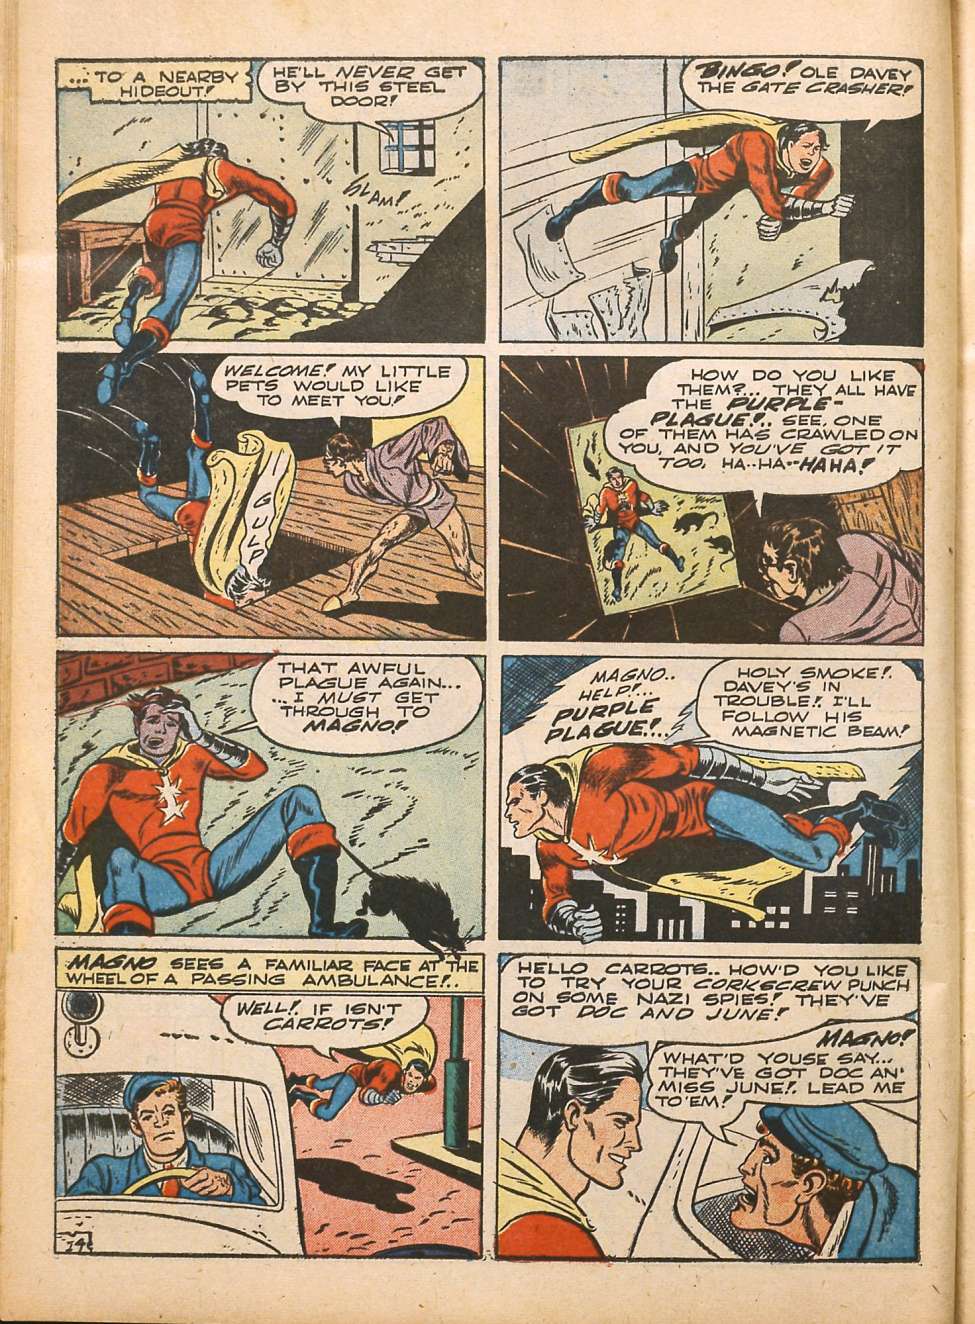 ...TO A NEARBY
HIDEOUT!
HE'LL NEVER GET
BY THIS STEEL
DOOR!
SLAM!
BINGO! OLE DAVEY
THE GATE CRASHER!
WELCOME! MY LITTLE
PETS WOULD LIKE
TO MEET YOU!
GULP!
HOW DO YOU LIKE
THEM?... THEY ALL HAVE
THE PURPLE-
PLAGUE!.. SEE, ONE
OF THEM HAS CRAWLED ON
YOU, AND YOU'VE GOT IT
TOO, HA--HA--HAHA!
THAT AWFUL
PLAGUE AGAIN...
...I MUST GET
THROUGH TO
MAGNO!
MAGNO..
HELP!...
PURPLE
PLAGUE!...
HOLY SMOKE!.
DAVEY'S IN
TROUBLE!. I'LL
FOLLOW HIS
MAGNETIC BEAM!
MAGNO SEES A FAMILIAR FACE AT THE
WHEEL OF A PASSING AMBULANCE!..
WELL!. IF ISN'T
CARROTS!
HELLO CARROTS.. HOW'D YOU LIKE
TO TRY YOUR CORKSCREW PUNCH
ON SOME NAZI SPIES! THEY'VE
GOT DOC AND JUNE!
MAGNO!
WHAT'D YOUSE SAY...
THEY'VE GOT DOC AN'
MISS JUNE!. LEAD ME
TO 'EM!